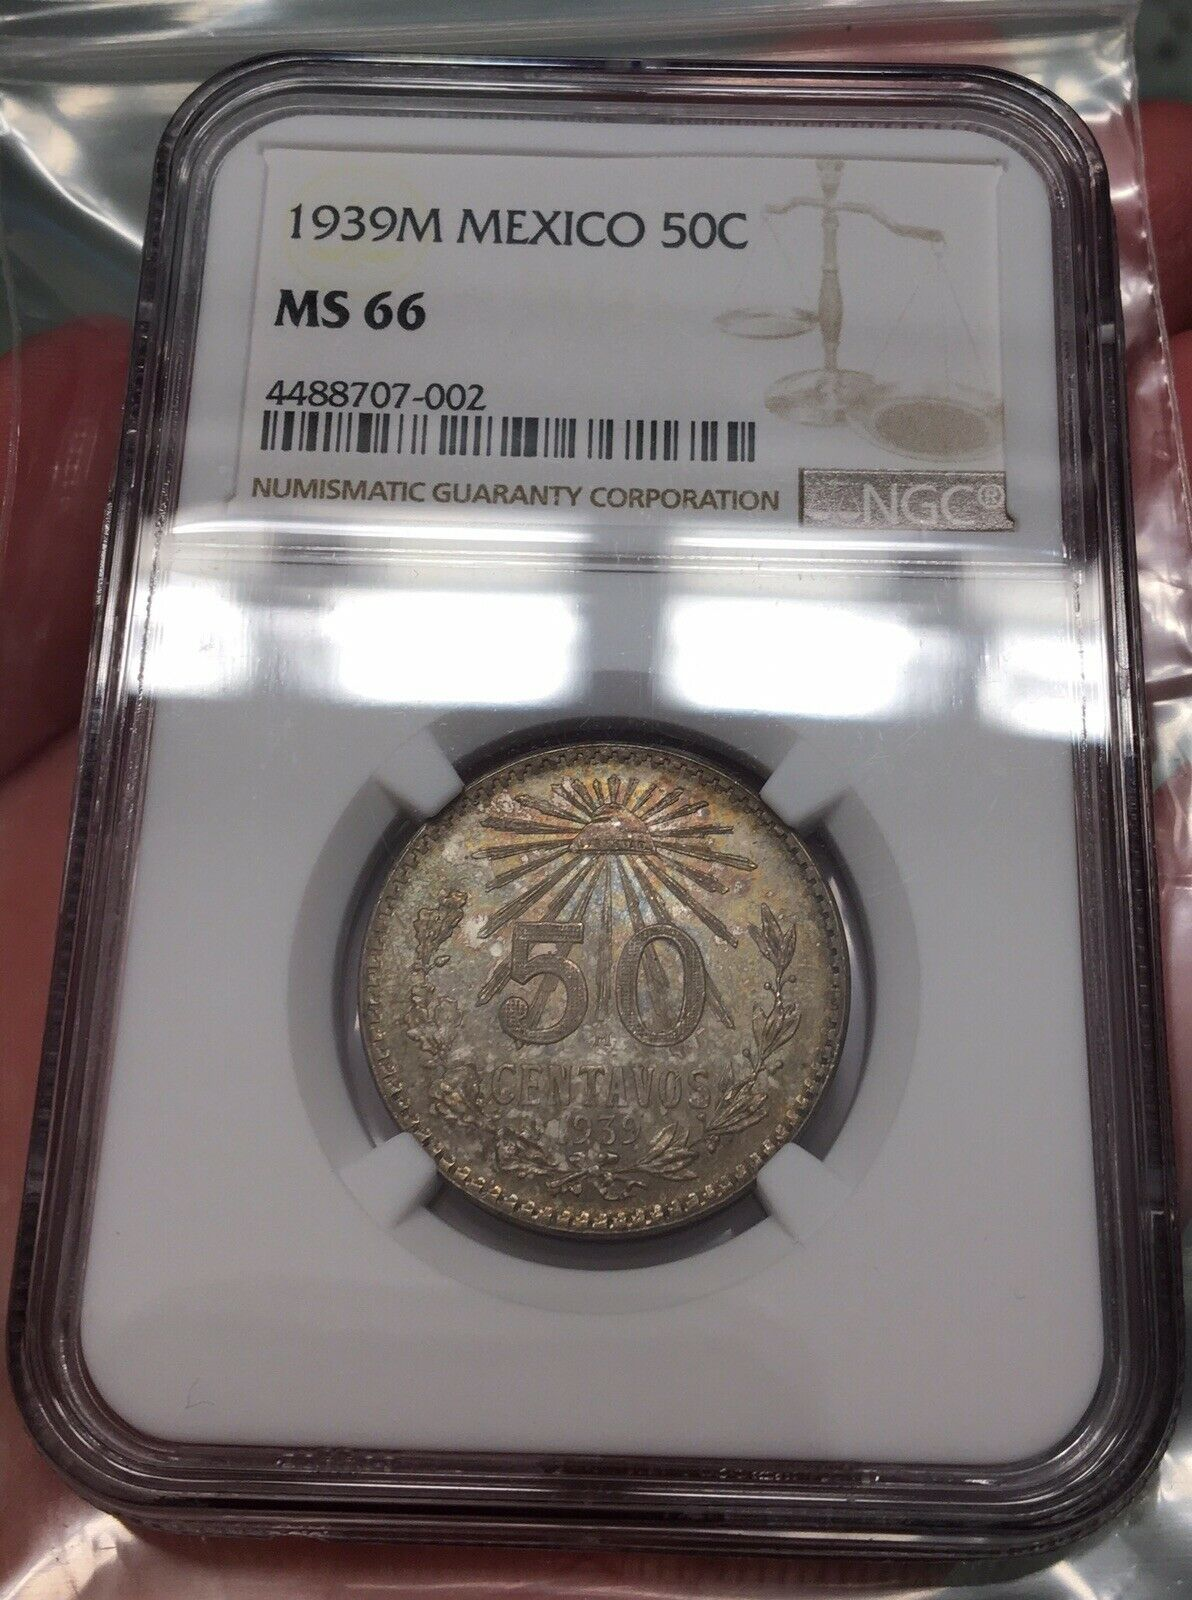 1939M MEXICO 50C
MS 66
4488707-002
NUMISMATIC GUARANTY CORPORATION
NGC®
50
M
CENTAVOS
1939